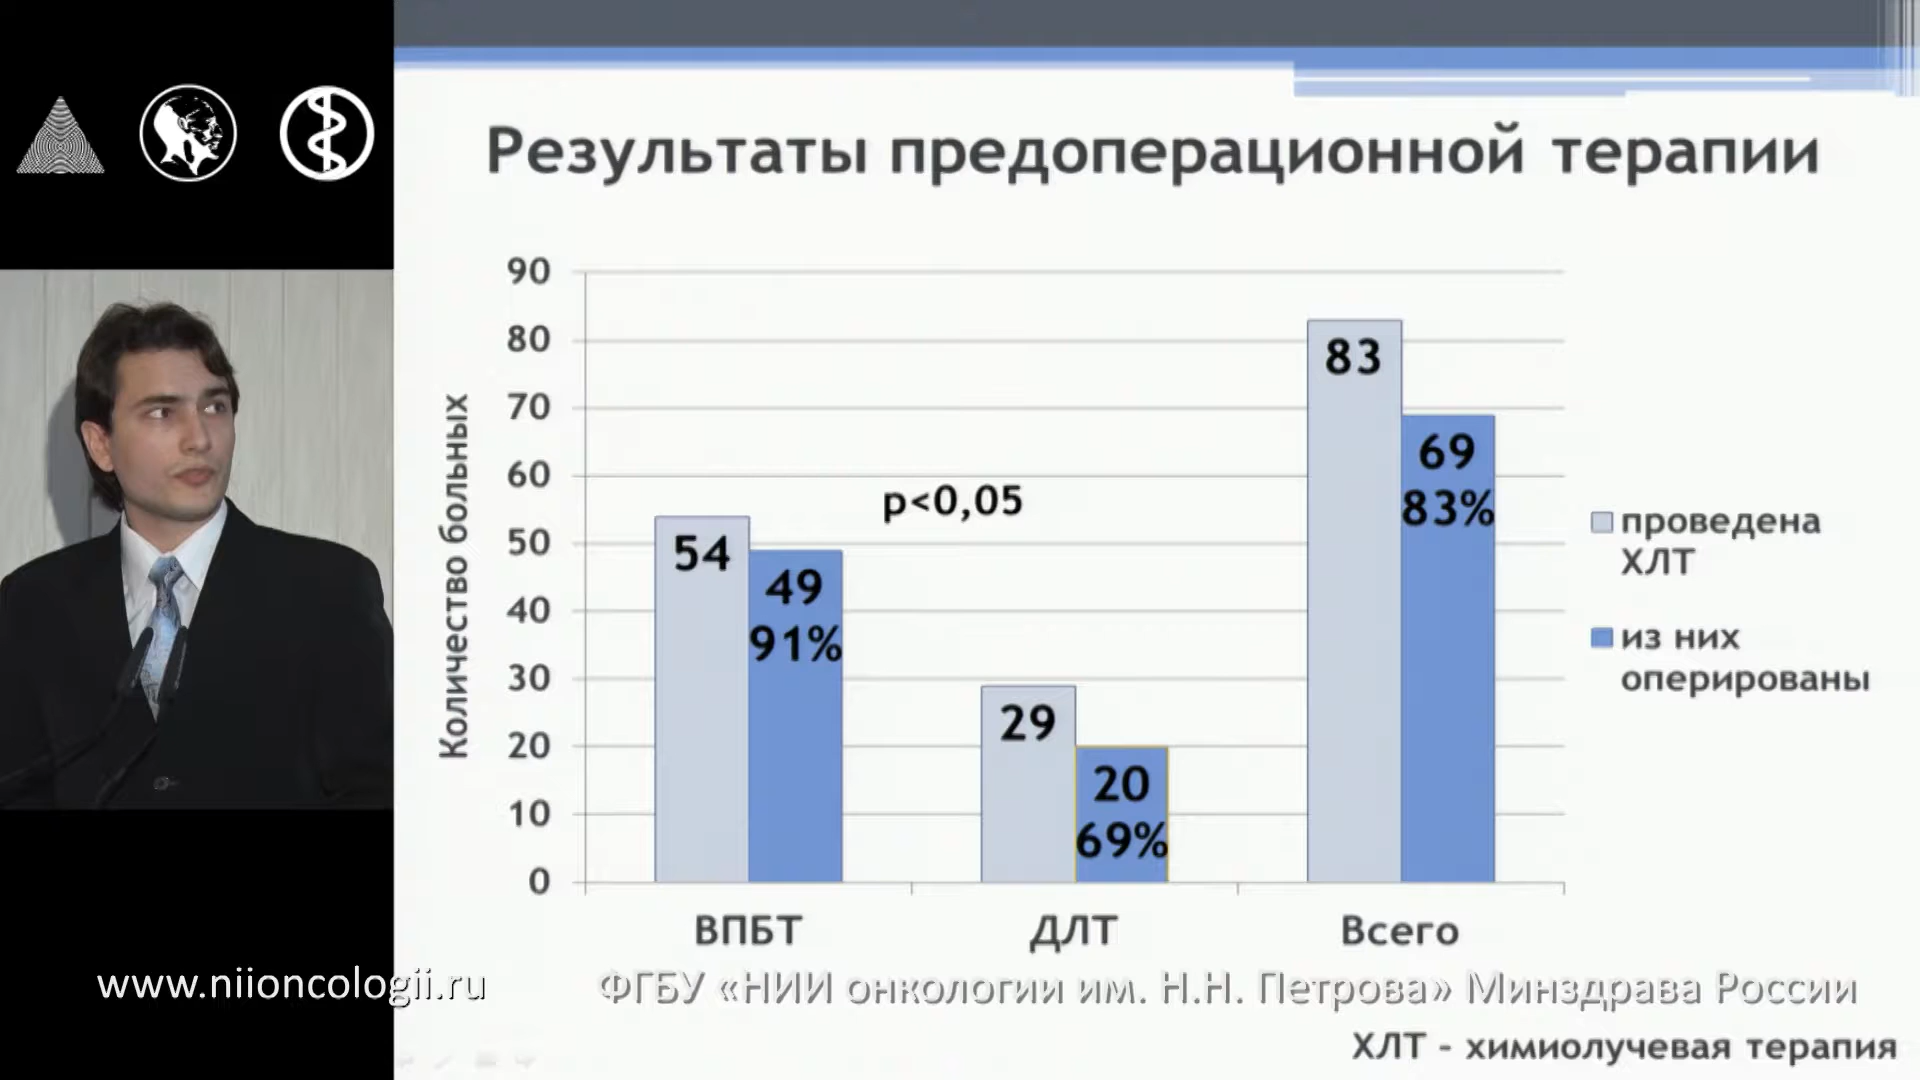 Результаты предоперационной терапии
90
80
70
60
50
40
30
20
10
0
Количество больных
54
49
91%
p<0,05
29
20
69%
83
69
83%
проведена
ХЛТ
из них
оперированы
ВПБТ
ДЛТ
Всего
www.niioncologii.ru
ФГБУ «НИИ онкологии им. Н.Н. Петрова» Минздрава России
ХЛТ - химиолучевая терапия